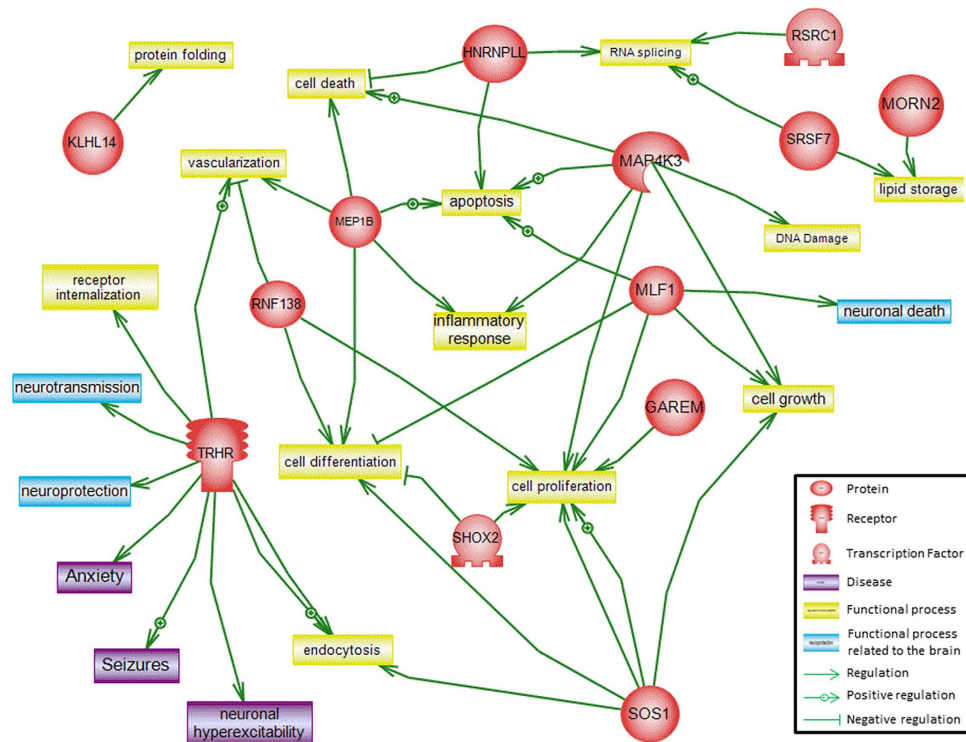 HNRNPLL
RSRC1
protein folding
RNA splicing
cell death
MORN2
KLHL14
SRSF7
MAP4K3
vascularization
lipid storage
apoptosis
MEP1B
DNA Damage
receptor
internalization
RNF138
MLF1
neuronal death
inflammatory
response
neurotransmission
cell growth
GAREM
TRHR
cell differentiation
neuroprotection
cell proliferation
SHOX2
Anxiety
endocytosis
Seizures
neuronal
hyperexcitability
SOS1
Protein
Receptor
Transcription Factor
Disease
Functional process
neuroprotection
Functional process
related to the brain
Regulation
Positive regulation
Negative regulation